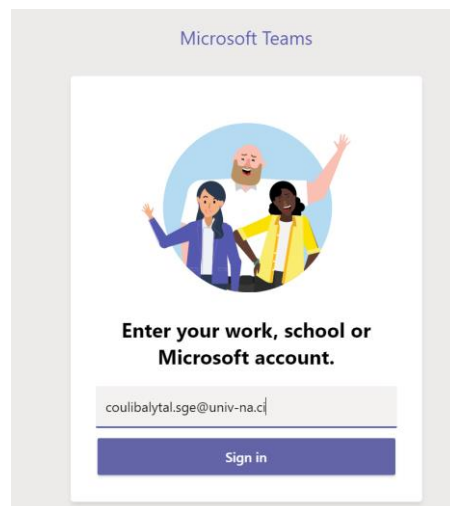 Microsoft Teams
Enter your work, school or
Microsoft account.
coulibalytal.sge@univ-na.ci
Sign in